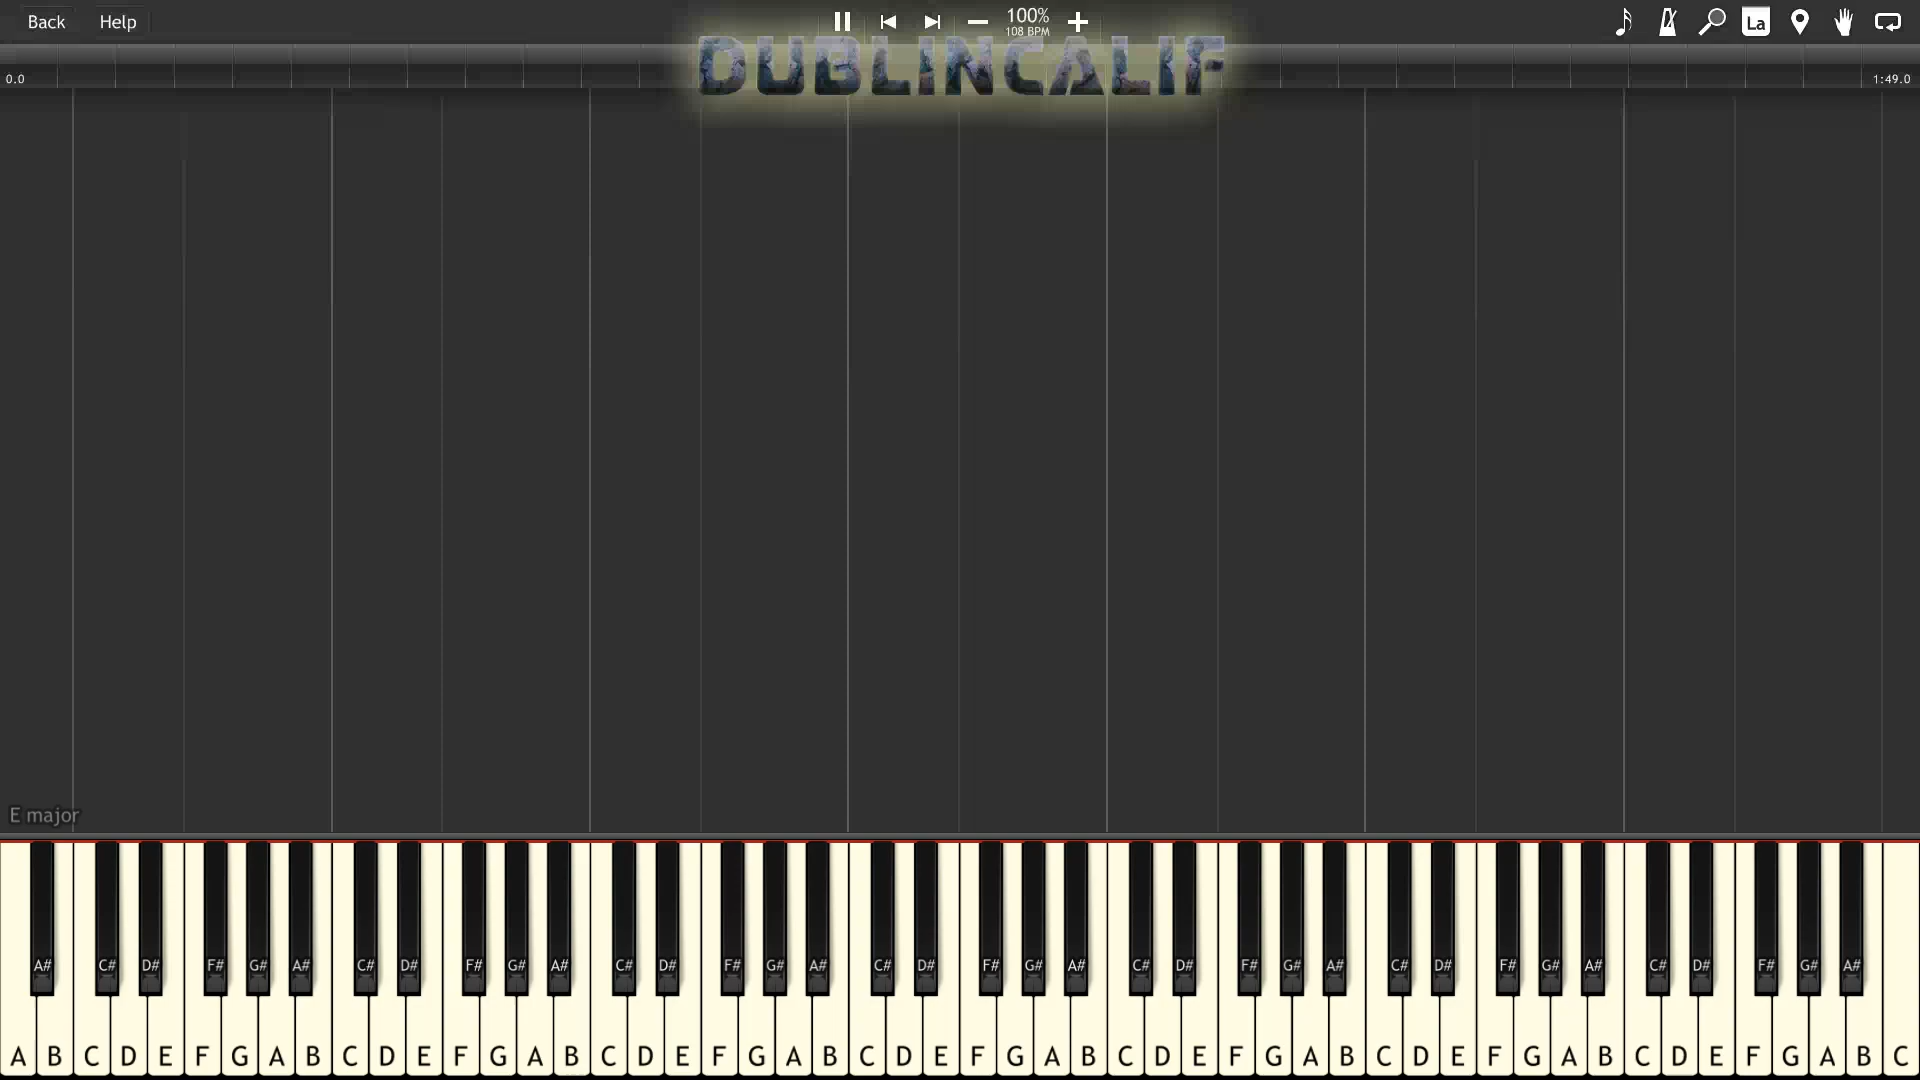 Back Help 100%
108 BPM
DUBLINCALIF
0.0 1:49.0
La
E major
A# C# D# F# G# A# C# D# F# G# A# C# D# F# G# A# C# D# F# G# A# C# D# F# G# A# C# D# F# G# A# C# D# F# G# A#
A B C D E F G A B C D E F G A B C D E F G A B C D E F G A B C D E F G A B C D E F G A B C D E F G A B C